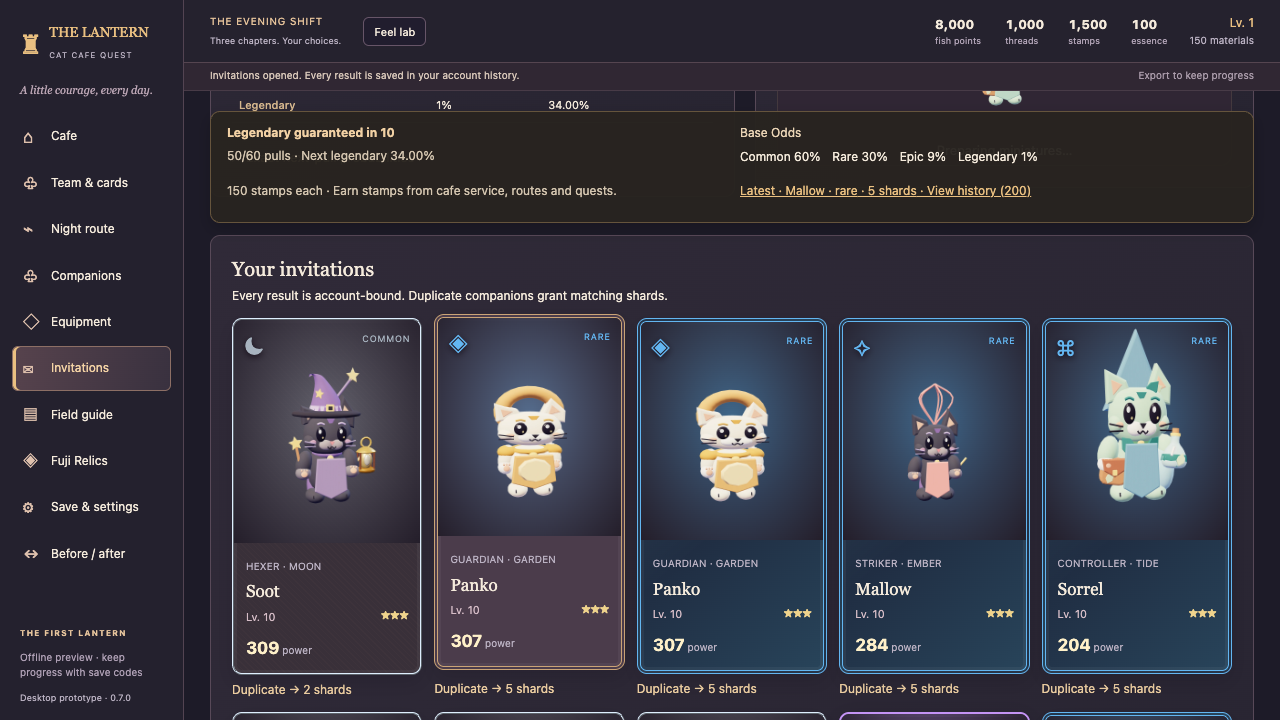 THE LANTERN
CAT CAFE QUEST
A little courage, every day.
Cafe
Team & cards
Night route
Companions
Equipment
Invitations
Field guide
Fuji Relics
Save & settings
Before / after
THE FIRST LANTERN
Offline preview · keep
progress with save codes
Desktop prototype · 0.7.0
THE EVENING SHIFT
Three chapters. Your choices.
Feel lab
8,000
fish points
1,000
threads
1,500
stamps
100
essence
Lv. 1
150 materials
Invitations opened. Every result is saved in your account history.
Export to keep progress
Legendary 1% 34.00%
Legendary guaranteed in 10
50/60 pulls · Next legendary 34.00%
150 stamps each · Earn stamps from cafe service, routes and quests.
Base Odds
Common 60% Rare 30% Epic 9% Legendary 1%
Latest · Mallow · rare · 5 shards · View history (200)
Your invitations
Every result is account-bound. Duplicate companions grant matching shards.
COMMON
HEXER · MOON
Soot
Lv. 10
309 power
Duplicate → 2 shards
RARE
GUARDIAN · GARDEN
Panko
Lv. 10
307 power
Duplicate → 5 shards
RARE
GUARDIAN · GARDEN
Panko
Lv. 10
307 power
Duplicate → 5 shards
RARE
STRIKER · EMBER
Mallow
Lv. 10
284 power
Duplicate → 5 shards
RARE
CONTROLLER · TIDE
Sorrel
Lv. 10
204 power
Duplicate → 5 shards